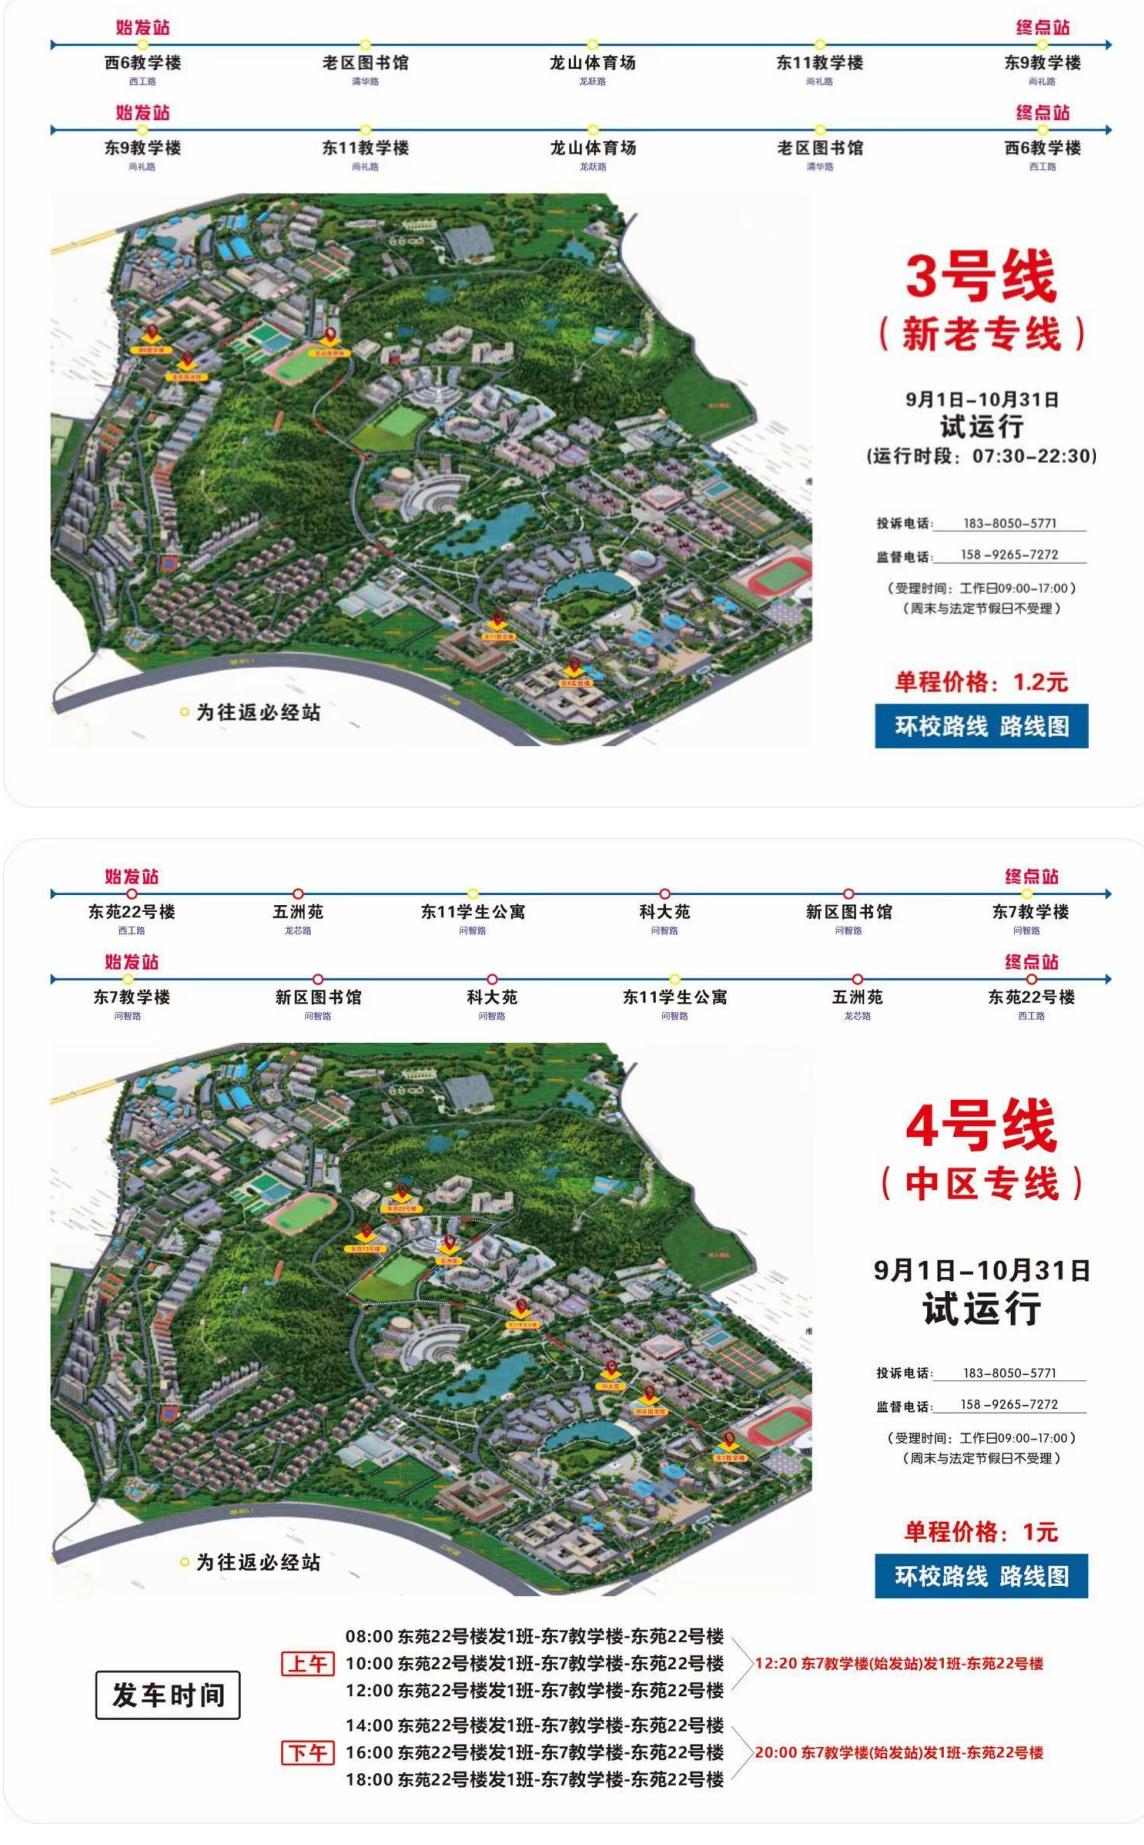 始发站 终点站
西6教学楼 老区图书馆 龙山体育场 东11教学楼 东9教学楼
西工路 清华路 龙跃路 尚礼路 尚礼路
始发站 终点站
东9教学楼 东11教学楼 龙山体育场 老区图书馆 西6教学楼
尚礼路 尚礼路 龙跃路 清华路 西工路
3号线
（新老专线）
9月1日-10月31日
试运行
(运行时段：07:30-22:30)
投诉电话: 183-8050-5771
监督电话: 158-9265-7272
（受理时间：工作日09:00-17:00）
（周末与法定节假日不受理）
单程价格：1.2元
环校路线 路线图
为往返必经站
始发站 终点站
东苑22号楼 五洲苑 东11学生公寓 科大苑 新区图书馆 东7教学楼
西工路 龙芯路 问智路 问智路 问智路 问智路
始发站 终点站
东7教学楼 新区图书馆 科大苑 东11学生公寓 五洲苑 东苑22号楼
问智路 问智路 问智路 问智路 龙芯路 西工路
东苑22号楼
五洲苑
科大苑
东7教学楼
4号线
（中区专线）
9月1日-10月31日
试运行
投诉电话: 183-8050-5771
监督电话: 158-9265-7272
（受理时间：工作日09:00-17:00）
（周末与法定节假日不受理）
单程价格：1元
环校路线 路线图
为往返必经站
发车时间
上午
08:00 东苑22号楼发1班-东7教学楼-东苑22号楼
10:00 东苑22号楼发1班-东7教学楼-东苑22号楼
12:00 东苑22号楼发1班-东7教学楼-东苑22号楼
12:20 东7教学楼(始发站)发1班-东苑22号楼
下午
14:00 东苑22号楼发1班-东7教学楼-东苑22号楼
16:00 东苑22号楼发1班-东7教学楼-东苑22号楼
18:00 东苑22号楼发1班-东7教学楼-东苑22号楼
20:00 东7教学楼(始发站)发1班-东苑22号楼